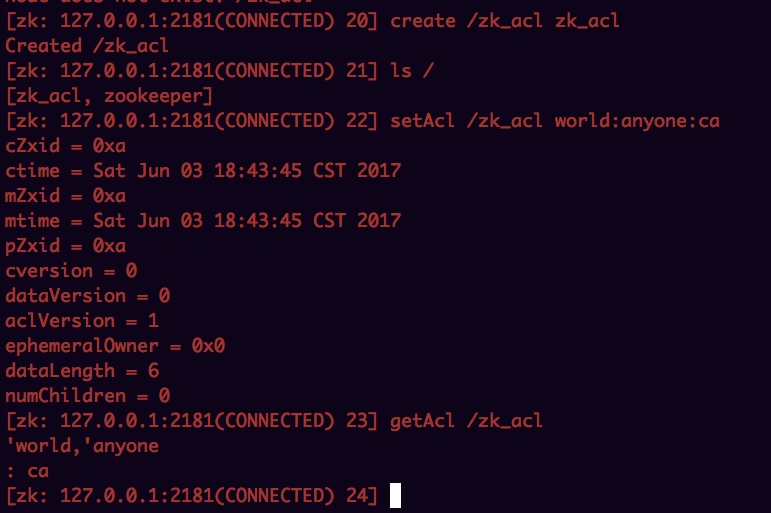 [zk: 127.0.0.1:2181(CONNECTED) 20] create /zk_acl zk_acl
Created /zk_acl
[zk: 127.0.0.1:2181(CONNECTED) 21] ls /
[zk_acl, zookeeper]
[zk: 127.0.0.1:2181(CONNECTED) 22] setAcl /zk_acl world:anyone:ca
cZxid = 0xa
ctime = Sat Jun 03 18:43:45 CST 2017
mZxid = 0xa
mtime = Sat Jun 03 18:43:45 CST 2017
pZxid = 0xa
cversion = 0
dataVersion = 0
aclVersion = 1
ephemeralOwner = 0x0
dataLength = 6
numChildren = 0
[zk: 127.0.0.1:2181(CONNECTED) 23] getAcl /zk_acl
'world,'anyone
: ca
[zk: 127.0.0.1:2181(CONNECTED) 24]